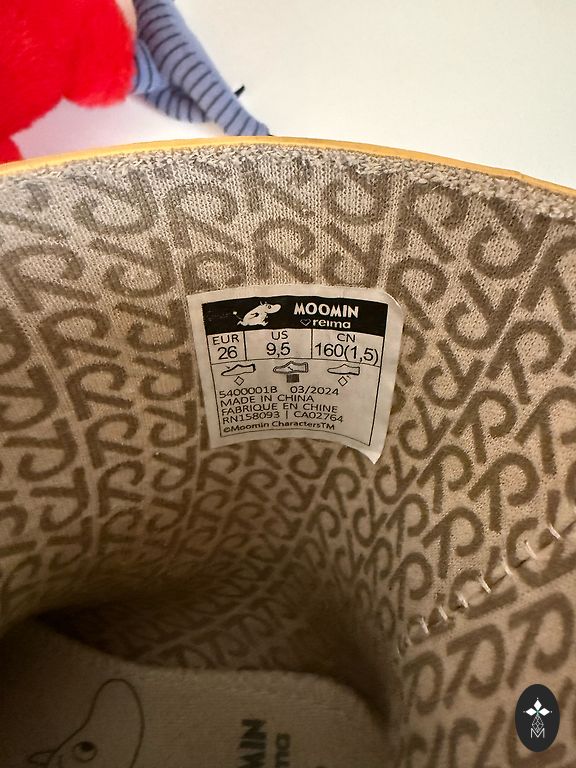 MOOMIN
reima
EUR US CN
26 9,5 160(1,5)
5400001B 03/2024
MADE IN CHINA
FABRIQUE EN CHINE
RN158093 | CA02764
©Moomin Characters™